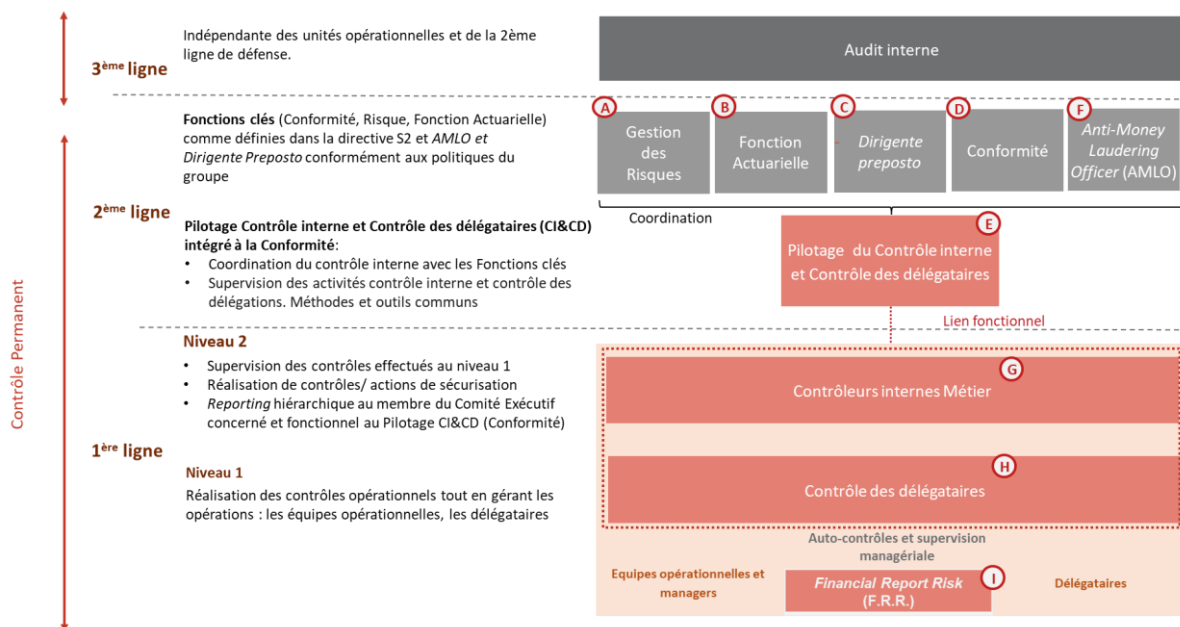 Indépendante des unités opérationnelles et de la 2ème
ligne de défense.
3ème ligne
Audit interne
Fonctions clés (Conformité, Risque, Fonction Actuarielle)
comme définies dans la directive S2 et AMLO et
Dirigente Preposto conformément aux politiques du
groupe
A
Gestion
des
Risques
B
Fonction
Actuarielle
C
Dirigente
preposto
D
Conformité
F
Anti-Money
Laudering
Officer (AMLO)
2ème ligne
Coordination
Pilotage Contrôle interne et Contrôle des délégataires (CI&CD)
intégré à la Conformité:
• Coordination du contrôle interne avec les Fonctions clés
• Supervision des activités contrôle interne et contrôle des
délégations. Méthodes et outils communs
E
Pilotage du Contrôle interne
et Contrôle des délégataires
Lien fonctionnel
Contrôle Permanent
Niveau 2
• Supervision des contrôles effectués au niveau 1
• Réalisation de contrôles/ actions de sécurisation
• Reporting hiérarchique au membre du Comité Exécutif
concerné et fonctionnel au Pilotage CI&CD (Conformité)
G
Contrôleurs internes Métier
1ère ligne
Niveau 1
Réalisation des contrôles opérationnels tout en gérant les
opérations : les équipes opérationnelles, les délégataires
H
Contrôle des délégataires
Auto-contrôles et supervision
managériale
Equipes opérationnelles et
managers
I
Financial Report Risk
(F.R.R.)
Délégataires